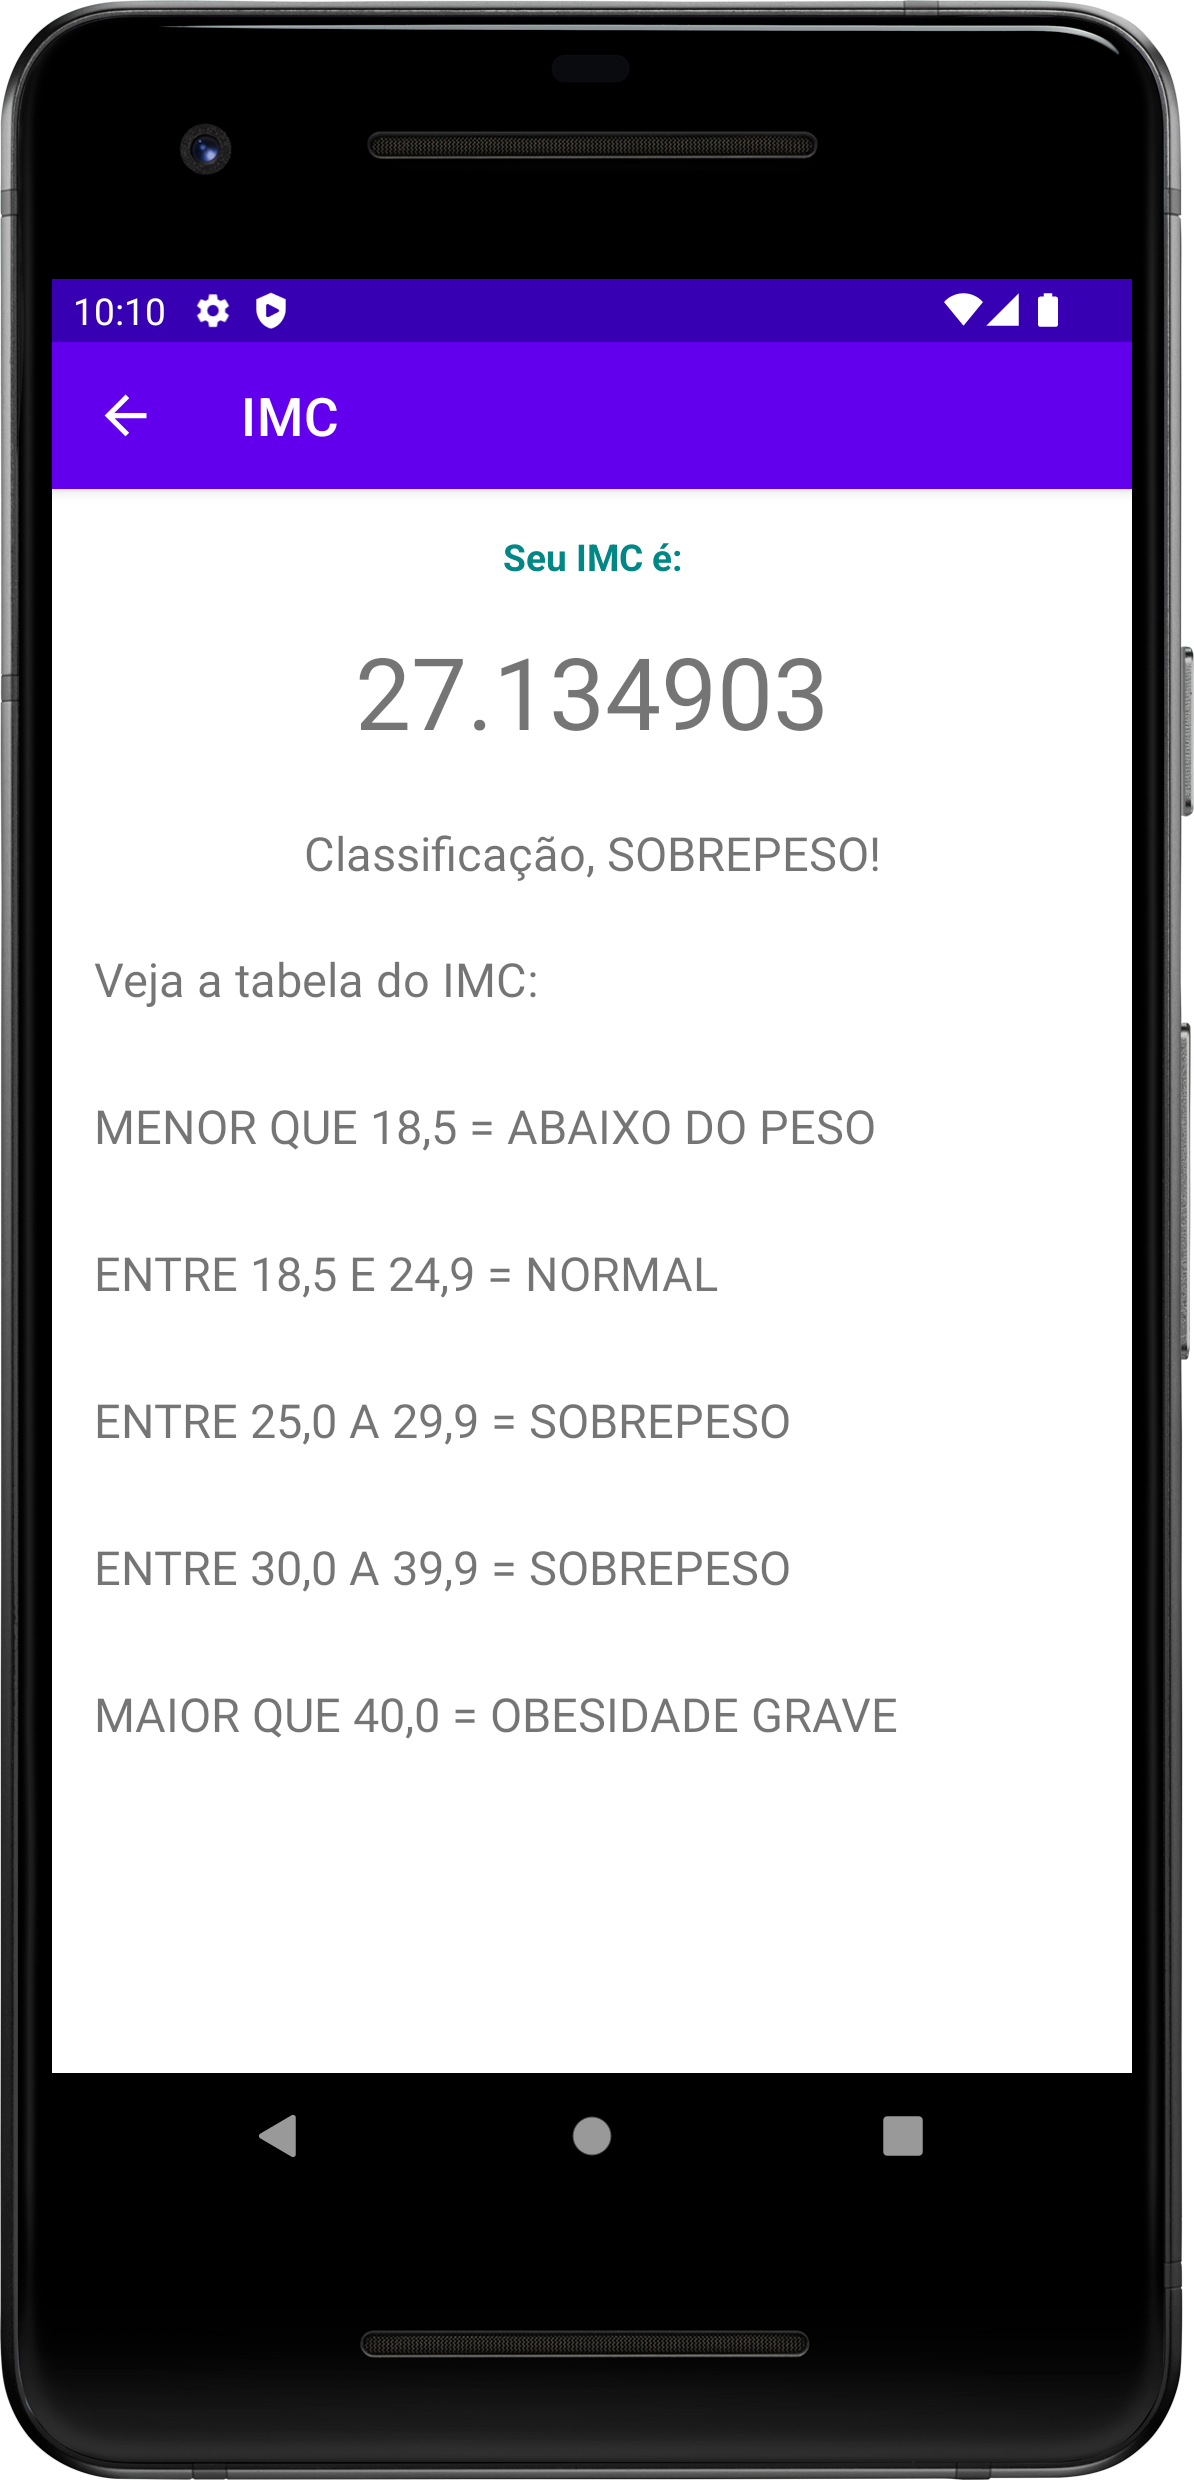 10:10
IMC
Seu IMC é:
27.134903
Classificação, SOBREPESO!
Veja a tabela do IMC:
MENOR QUE 18,5 = ABAIXO DO PESO
ENTRE 18,5 E 24,9 = NORMAL
ENTRE 25,0 A 29,9 = SOBREPESO
ENTRE 30,0 A 39,9 = SOBREPESO
MAIOR QUE 40,0 = OBESIDADE GRAVE